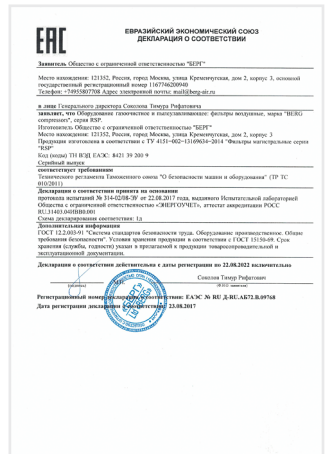 EAC
ЕВРАЗИЙСКИЙ ЭКОНОМИЧЕСКИЙ СОЮЗ
ДЕКЛАРАЦИЯ О СООТВЕТСТВИИ
Заявитель Общество с ограниченной ответственностью "БЕРГ"
Место нахождения: 121352, Россия, город Москва, улица Кременчугская, дом 2, корпус 3, основной
государственный регистрационный номер 1167746200940
Телефон: +74955807708 Адрес электронной почты: mail@berg-air.ru
в лице Генерального директора Соколова Тимура Рифатовича
заявляет, что Оборудование газоочистное и пылеулавливающее: фильтры воздушные, марка "BERG
compressors", серия RSP.
Изготовитель Общество с ограниченной ответственностью "БЕРГ"
Место нахождения: 121352, Россия, город Москва, улица Кременчугская, дом 2, корпус 3
Продукция изготовлена в соответствии с ТУ 4151-002-13169634-2014 "Фильтры магистральные серии
"RSP"
Код (коды) ТН ВЭД ЕАЭС: 8421 39 200 9
Серийный выпуск
соответствует требованиям
Технического регламента Таможенного союза "О безопасности машин и оборудования" (ТР ТС
010/2011)
Декларация о соответствии принята на основании
протокола испытаний № 314-02/08-ЭУ от 22.08.2017 года, выданного Испытательной лабораторией
Общества с ограниченной ответственностью «ЭНЕРГОУЧЕТ», аттестат аккредитации РОСС
RU.31403.04ИВВ0.001
Схема декларирования соответствия: 1д
Дополнительная информация
ГОСТ 12.2.003-91 "Система стандартов безопасности труда. Оборудование производственное. Общие
требования безопасности". Условия хранения продукции в соответствии с ГОСТ 15150-69. Срок
хранения (службы, годности) указан в прилагаемой к продукции товаросопроводительной и
эксплуатационной документации.
Декларация о соответствии действительна с даты регистрации по 22.08.2022 включительно
Соколов Тимур Рифатович
(подпись)
М.П.
(Ф.И.О. заявителя)
Регистрационный номер декларации о соответствии: ЕАЭС № RU Д-RU.АБ72.В.09768
Дата регистрации декларации о соответствии: 23.08.2017